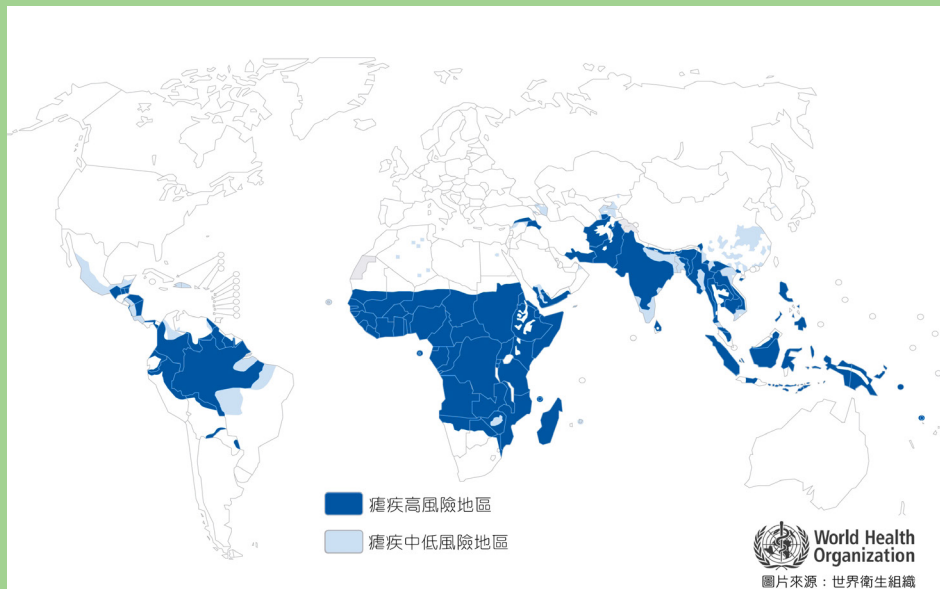 瘧疾高風險地區
瘧疾中低風險地區
World Health
Organization
圖片來源：世界衛生組織